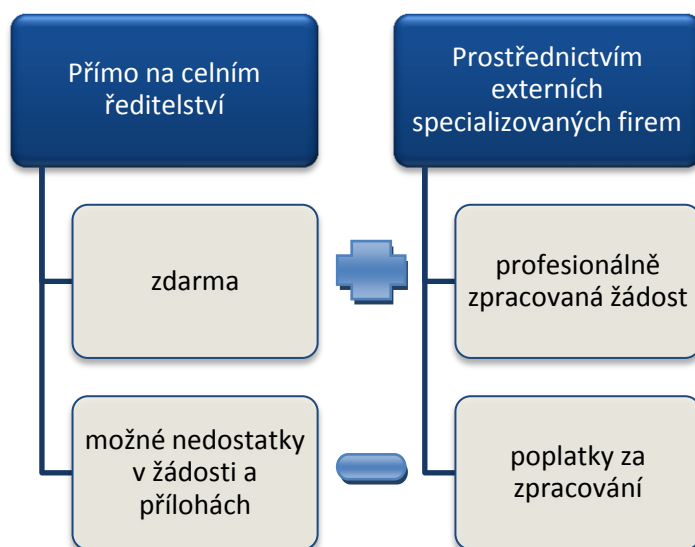 Přímo na celním
ředitelství
zdarma
možné nedostatky
v žádosti a
přílohách
Prostřednictvím
externích
specializovaných firem
profesionálně
zpracovaná žádost
poplatky za
zpracování